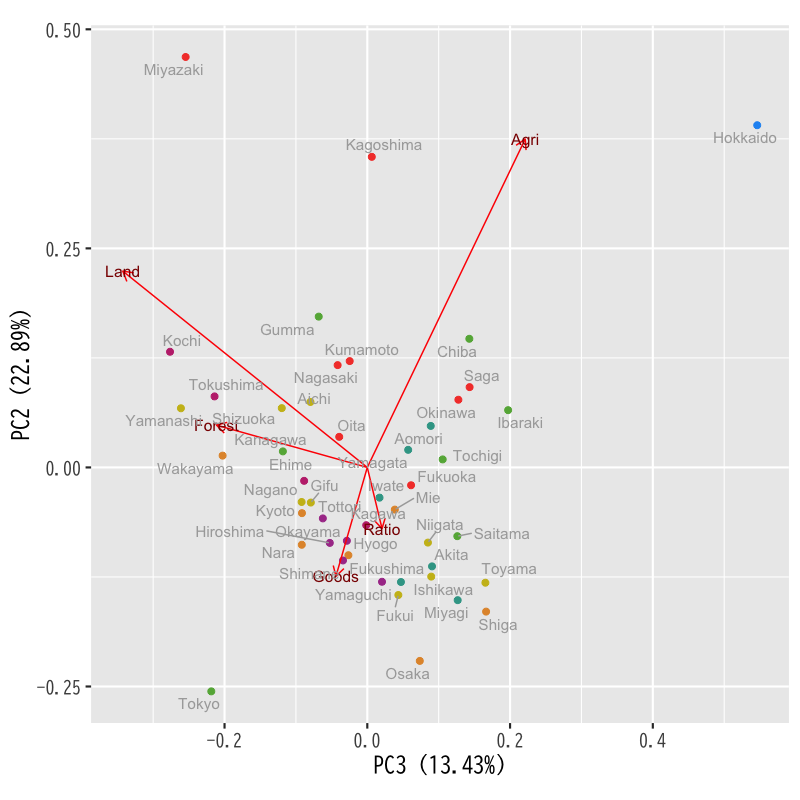 0.50
Miyazaki
Agri
Hokkaido
Kagoshima
0.25
Land
Gumma
Kochi
Kumamoto
Chiba
Nagasaki
Saga
Tokushima
Aichi
Okinawa
Yamanashi
Shizuoka
Ibaraki
Forest
Oita
Kanagawa
Aomori
Tochigi
0.00
Wakayama
Ehime
Yamagata
Fukuoka
Nagano
Gifu
Iwate
Mie
Kyoto
Tottori
Kagawa
Hiroshima
Okayama
Ratio
Niigata
Saitama
Nara
Hyogo
Akita
Shimane
Goods
Fukushima
Toyama
Yamaguchi
Ishikawa
Fukui
Miyagi
Shiga
Osaka
-0.25
Tokyo
-0.2
0.0
0.2
0.4
PC3 (13.43%)
PC2 (22.89%)